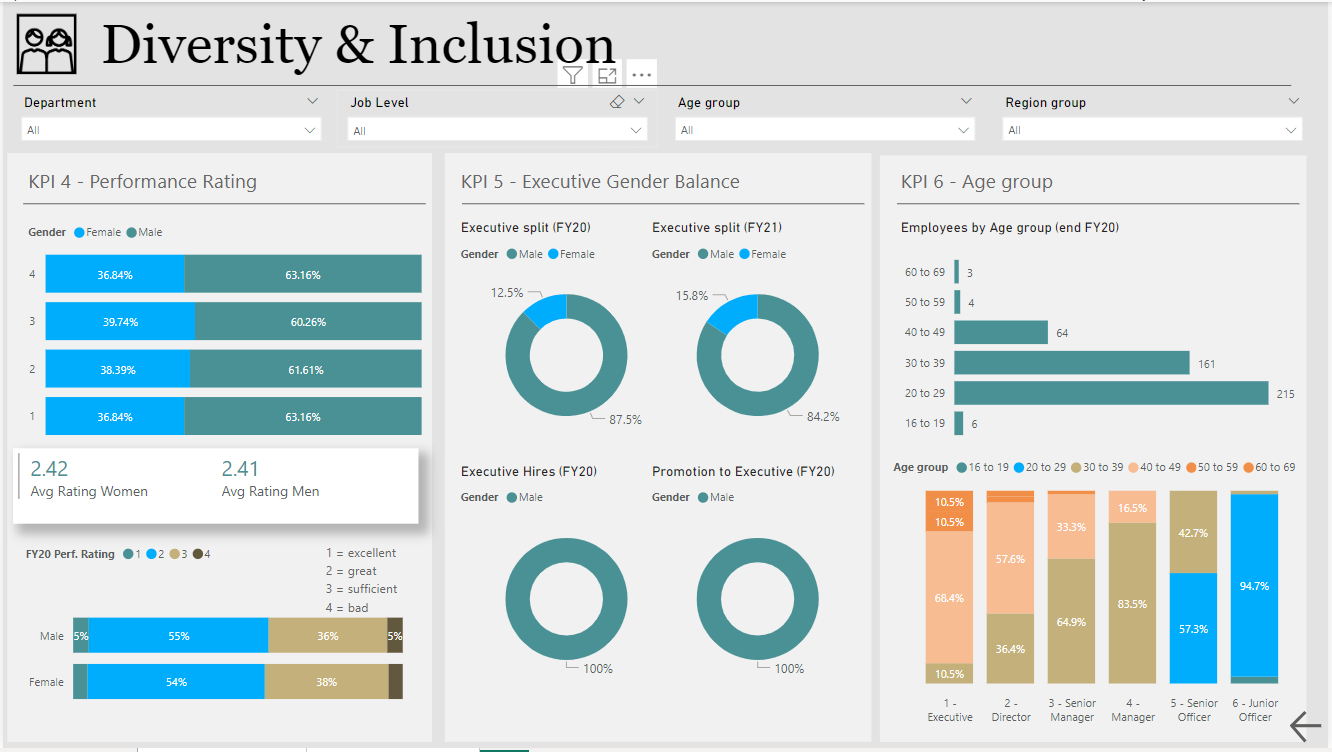 Diversity & Inclusion
Department
All
Job Level
All
Age group
All
Region group
All
KPI 4 - Performance Rating
Gender Female Male
4 36.84% 63.16%
3 39.74% 60.26%
2 38.39% 61.61%
1 36.84% 63.16%
2.42 2.41
Avg Rating Women Avg Rating Men
FY20 Perf. Rating 1 2 3 4
1 = excellent
2 = great
3 = sufficient
4 = bad
Male 5% 55% 36% 5%
Female 54% 38%
KPI 5 - Executive Gender Balance
Executive split (FY20)
Gender Male Female
12.5%
87.5%
Executive split (FY21)
Gender Male Female
15.8%
84.2%
Executive Hires (FY20)
Gender Male
100%
Promotion to Executive (FY20)
Gender Male
100%
KPI 6 - Age group
Employees by Age group (end FY20)
60 to 69 3
50 to 59 4
40 to 49 64
30 to 39 161
20 to 29 215
16 to 19 6
Age group 16 to 19 20 to 29 30 to 39 40 to 49 50 to 59 60 to 69
10.5%
10.5%
68.4%
10.5%
1 -
Executive
57.6%
36.4%
2 -
Director
33.3%
64.9%
3 - Senior
Manager
16.5%
83.5%
4 -
Manager
42.7%
57.3%
5 - Senior
Officer
94.7%
6 - Junior
Officer